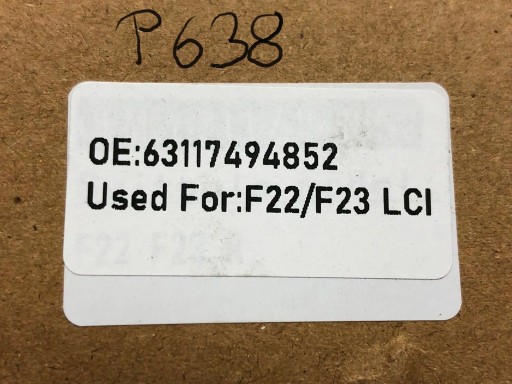 P638
OE:63117494852
Used For:F22/F23 LCI